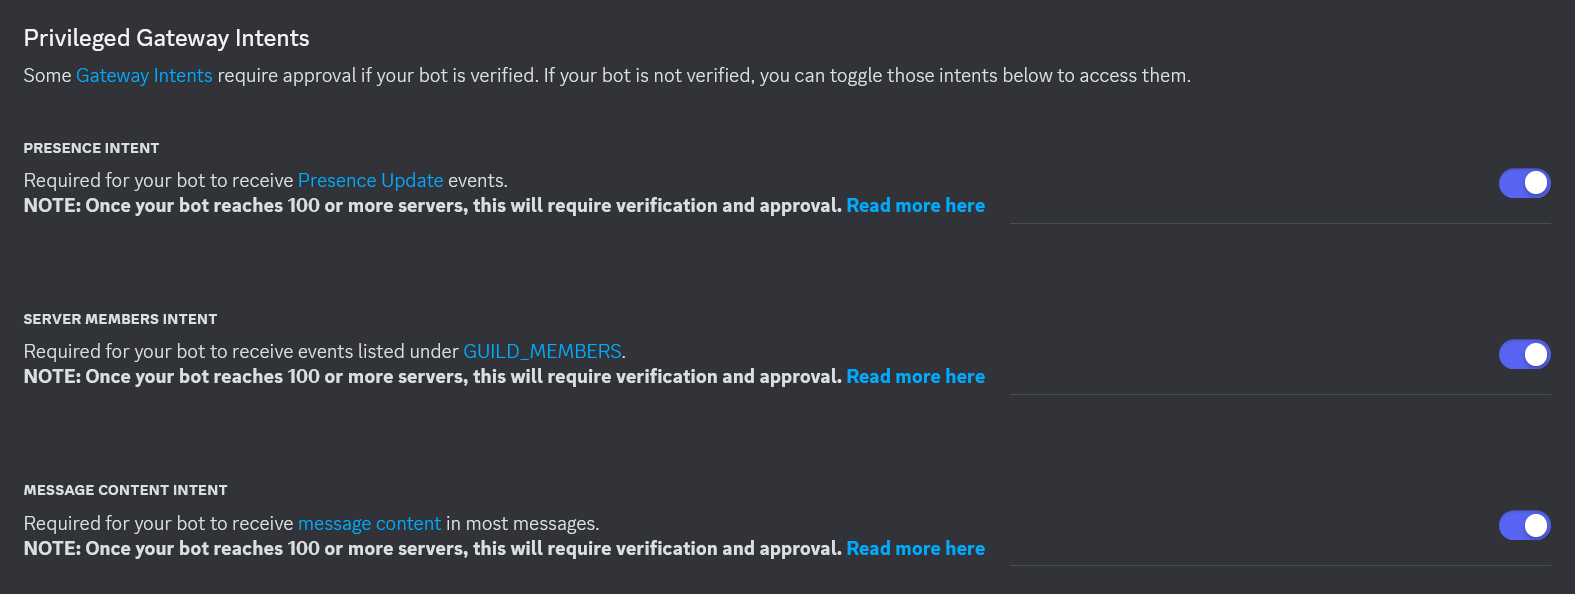 Privileged Gateway Intents
Some Gateway Intents require approval if your bot is verified. If your bot is not verified, you can toggle those intents below to access them.
PRESENCE INTENT
Required for your bot to receive Presence Update events.
NOTE: Once your bot reaches 100 or more servers, this will require verification and approval. Read more here
SERVER MEMBERS INTENT
Required for your bot to receive events listed under GUILD_MEMBERS.
NOTE: Once your bot reaches 100 or more servers, this will require verification and approval. Read more here
MESSAGE CONTENT INTENT
Required for your bot to receive message content in most messages.
NOTE: Once your bot reaches 100 or more servers, this will require verification and approval. Read more here